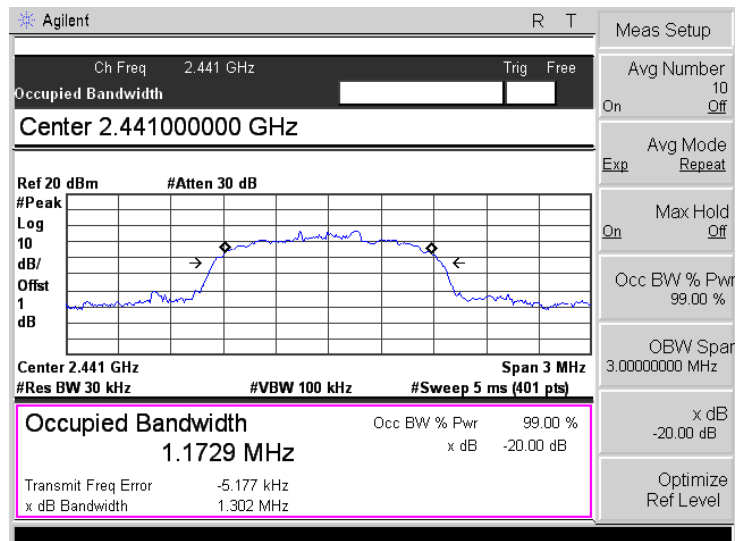 Agilent R T
Ch Freq 2.441 GHz Trig Free
Occupied Bandwidth
Center 2.441000000 GHz
Ref 20 dBm #Atten 30 dB
#Peak
Log
10
dB/
Offst
1
dB
Center 2.441 GHz Span 3 MHz
#Res BW 30 kHz #VBW 100 kHz #Sweep 5 ms (401 pts)
Occupied Bandwidth
1.1729 MHz
Occ BW % Pwr 99.00 %
x dB -20.00 dB
Transmit Freq Error -5.177 kHz
x dB Bandwidth 1.302 MHz
Meas Setup
Avg Number
10
On Off
Avg Mode
Exp Repeat
Max Hold
On Off
Occ BW % Pwr
99.00 %
OBW Span
3.00000000 MHz
x dB
-20.00 dB
Optimize
Ref Level